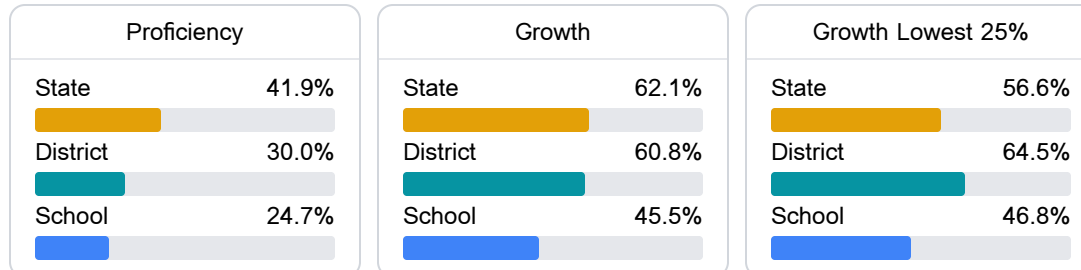 Proficiency
State 41.9%
District 30.0%
School 24.7%
Growth
State 62.1%
District 60.8%
School 45.5%
Growth Lowest 25%
State 56.6%
District 64.5%
School 46.8%